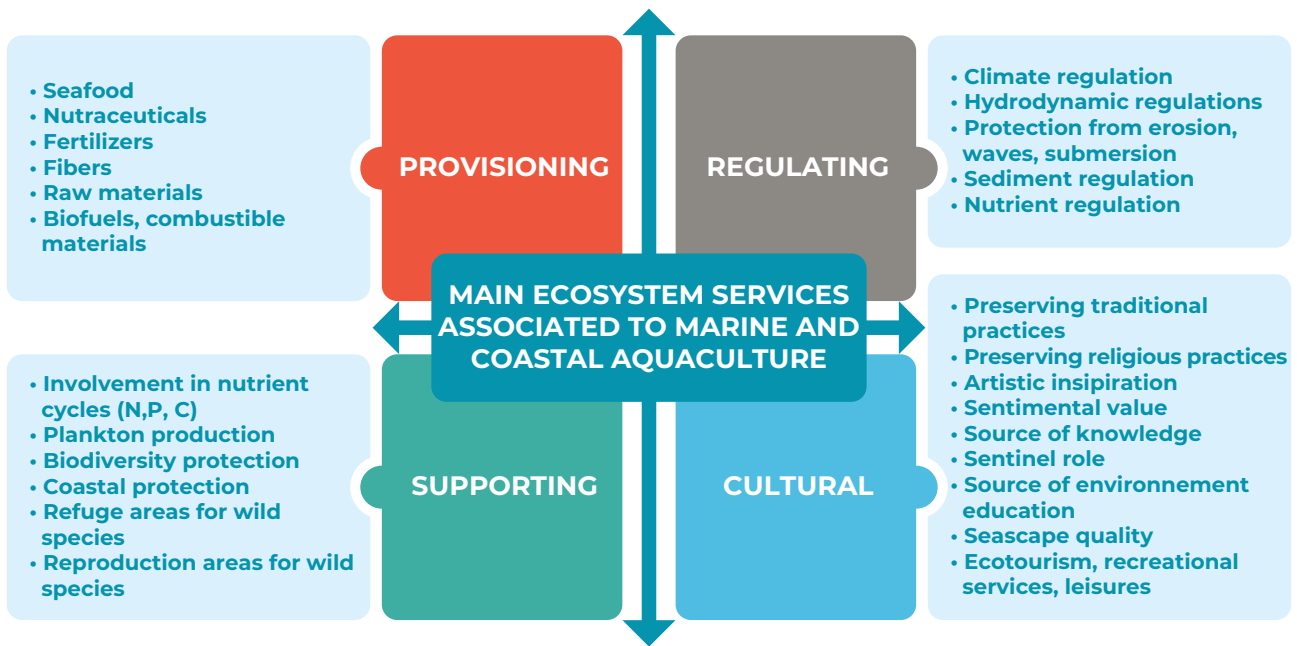 • Seafood
• Nutraceuticals
• Fertilizers
• Fibers
• Raw materials
• Biofuels, combustible
materials
PROVISIONING
REGULATING
• Climate regulation
• Hydrodynamic regulations
• Protection from erosion,
waves, submersion
• Sediment regulation
• Nutrient regulation
MAIN ECOSYSTEM SERVICES
ASSOCIATED TO MARINE AND
COASTAL AQUACULTURE
• Involvement in nutrient
cycles (N,P, C)
• Plankton production
• Biodiversity protection
• Coastal protection
• Refuge areas for wild
species
• Reproduction areas for wild
species
SUPPORTING
CULTURAL
• Preserving traditional
practices
• Preserving religious practices
• Artistic insipiration
• Sentimental value
• Source of knowledge
• Sentinel role
• Source of environnement
education
• Seascape quality
• Ecotourism, recreational
services, leisures